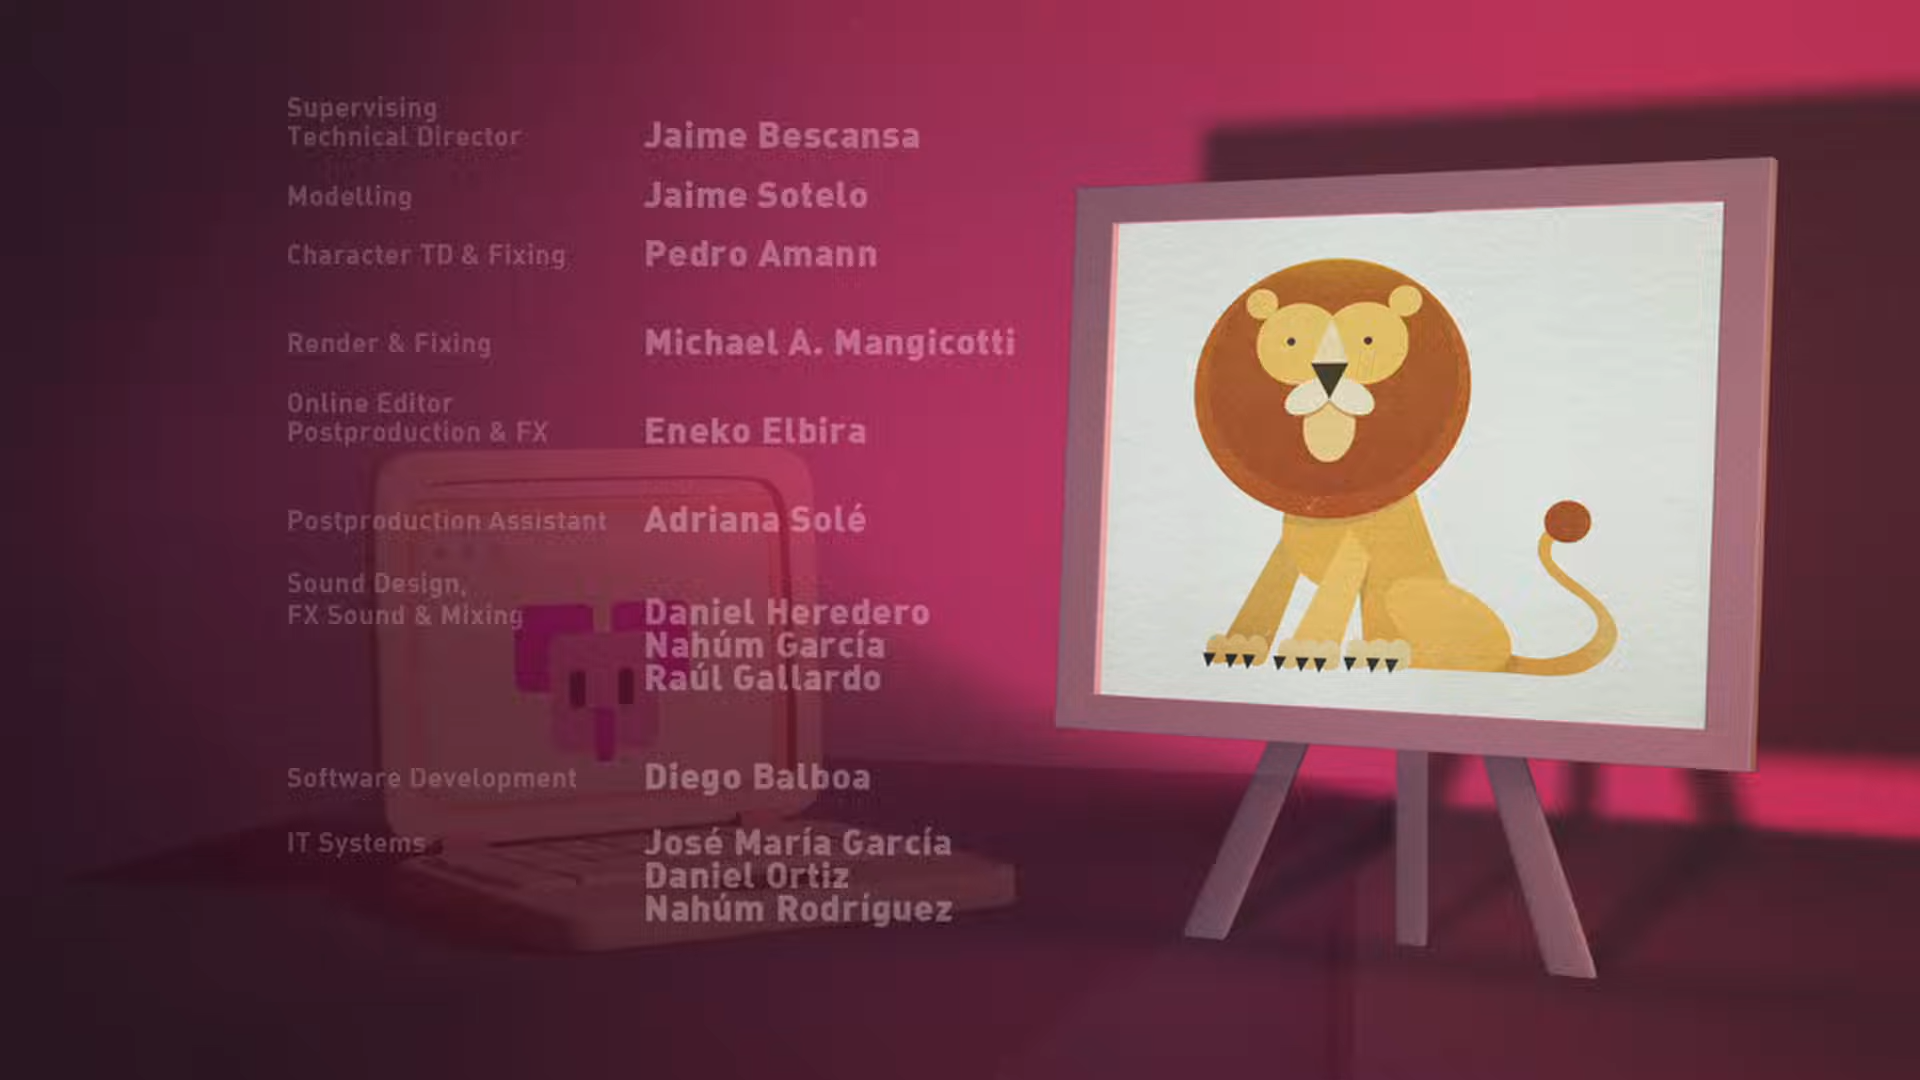 Supervising
Technical Director Jaime Bescansa
Modelling Jaime Sotelo
Character TD & Fixing Pedro Amann
Render & Fixing Michael A. Mangicotti
Online Editor
Postproduction & FX Eneko Elbira
Postproduction Assistant Adriana Solé
Sound Design,
FX Sound & Mixing Daniel Heredero
Nahúm García
Raúl Gallardo
Software Development Diego Balboa
IT Systems José María García
Daniel Ortiz
Nahúm Rodríguez